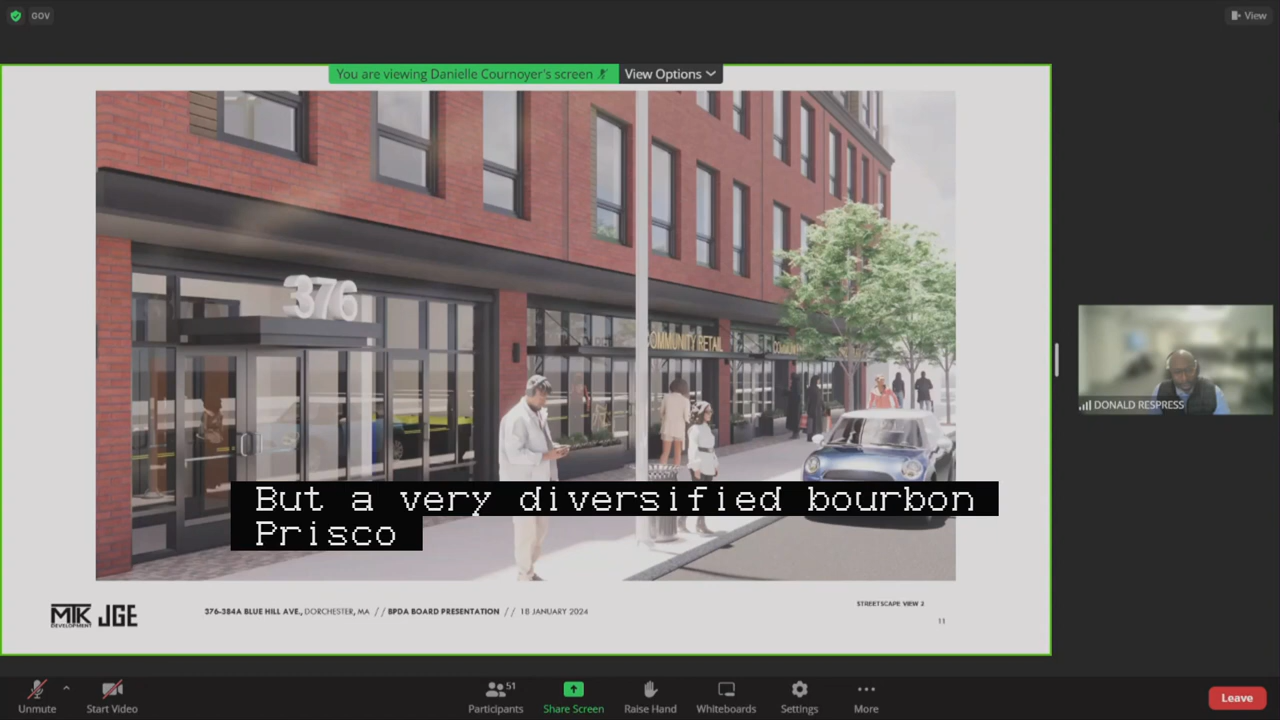 GOV
View
You are viewing Danielle Cournoyer's screen
View Options
376
COMMUNITY RETAIL
DONALD RESPRESS
But a very diversified bourbon
Prisco
STREETSCAPE VIEW 2
MTK JGE
DEVELOPMENT
376-384A BLUE HILL AVE., DORCHESTER, MA // BPDA BOARD PRESENTATION // 18 JANUARY 2024
11
51
Unmute
Start Video
Participants
Share Screen
Raise Hand
Whiteboards
Settings
More
Leave